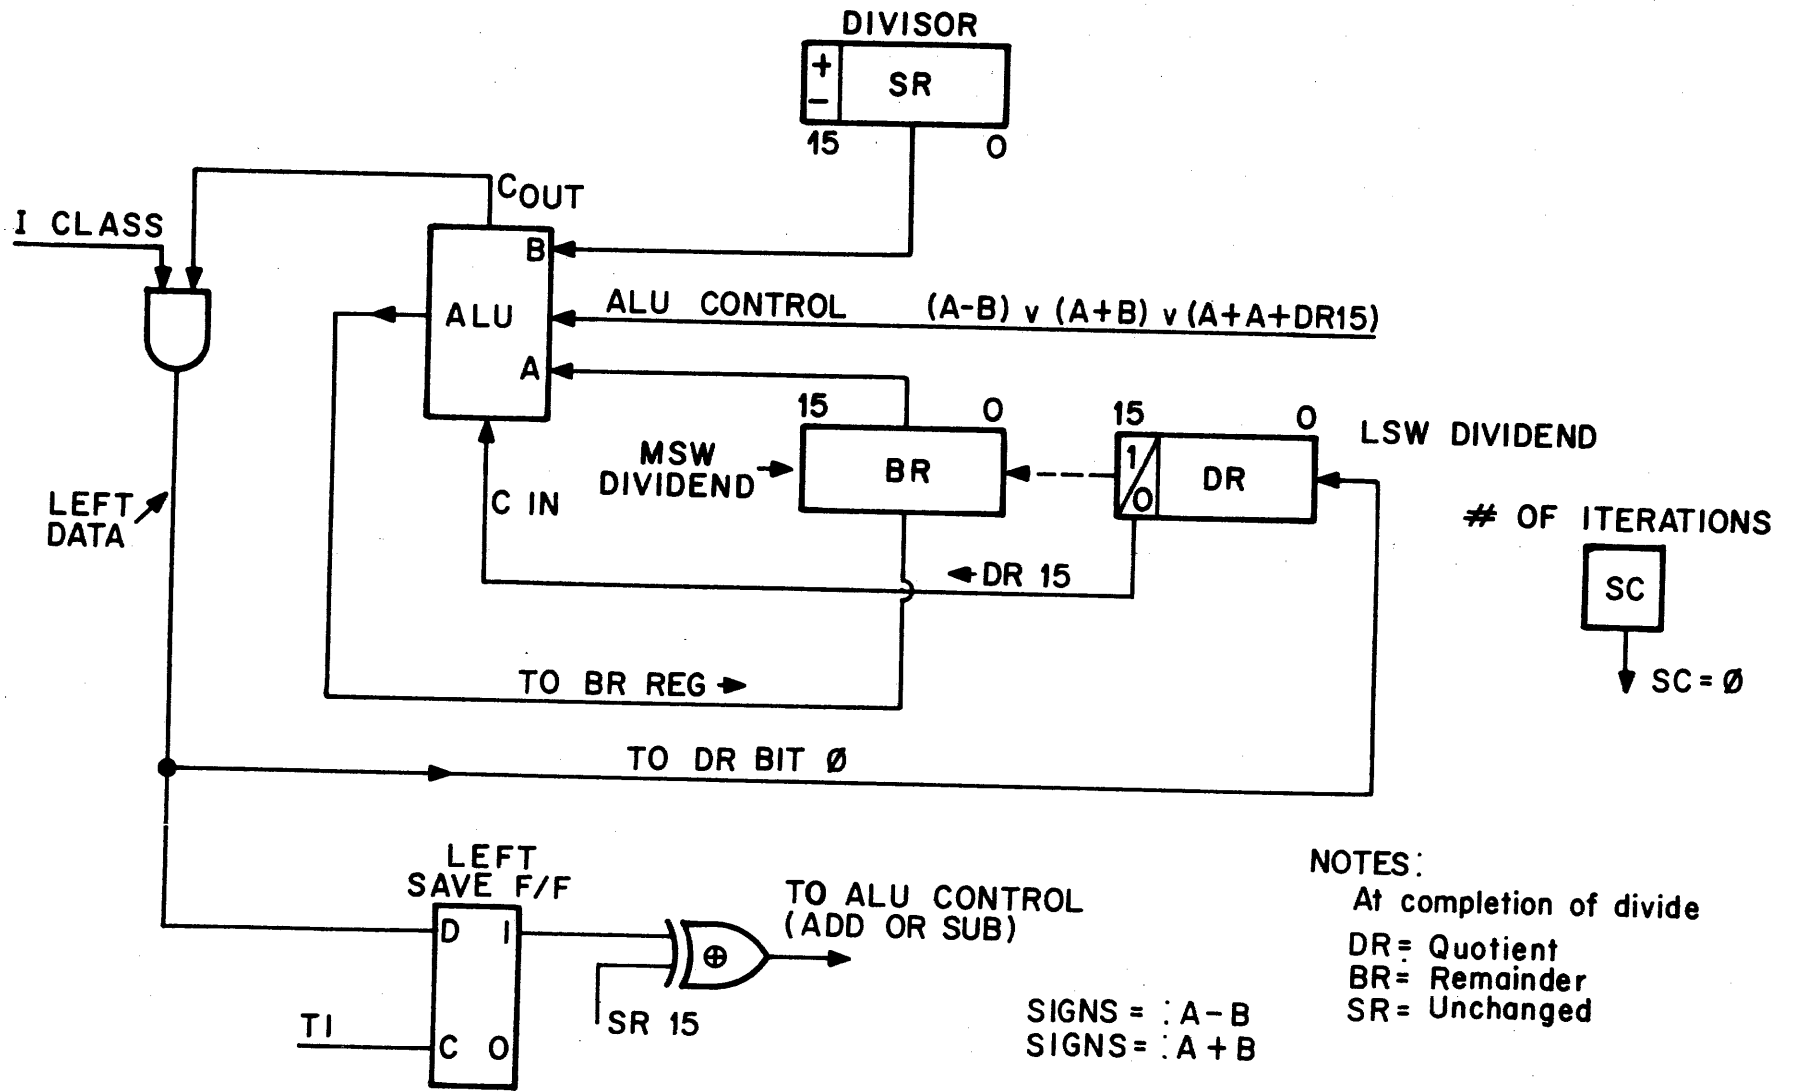 DIVISOR
+
−
SR
15
0
COUT
I CLASS
B
ALU
ALU CONTROL (A-B) v (A+B) v (A+A+DR15)
A
15
0
15
0
LSW DIVIDEND
MSW
DIVIDEND
BR
1/0
DR
C IN
LEFT
DATA
# OF ITERATIONS
DR 15
SC
TO BR REG
SC = Ø
TO DR BIT Ø
LEFT
SAVE F/F
D
1
C
0
T1
SR 15
⊕
TO ALU CONTROL
(ADD OR SUB)
SIGNS = : A - B
SIGNS = : A + B
NOTES:
At completion of divide
DR = Quotient
BR = Remainder
SR = Unchanged